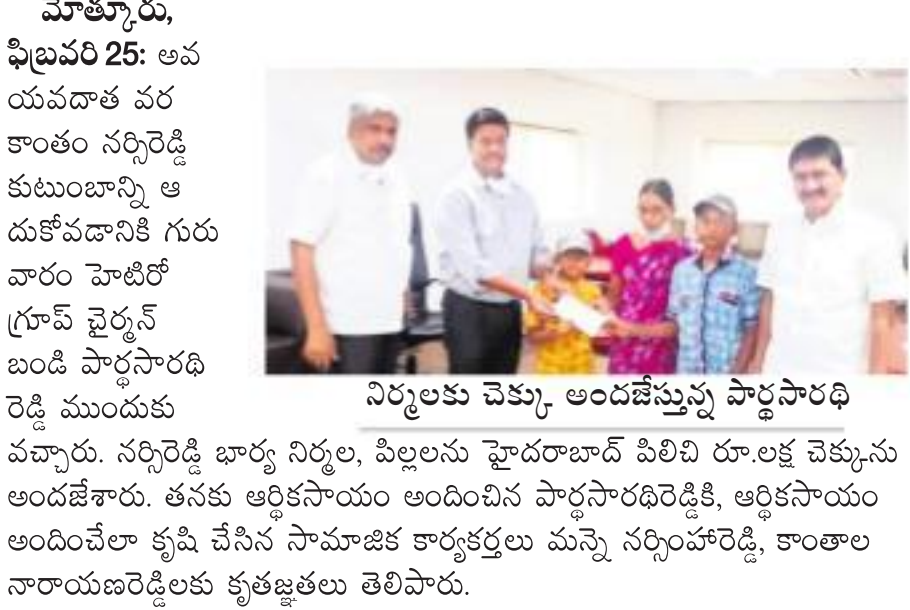 మోత్కూరు,
ఫిబ్రవరి 25: అవ
యవదాత వర
కాంతం నర్సిరెడ్డి
కుటుంబాన్ని ఆ
దుకోవడానికి గురు
వారం హెటిరో
గ్రూప్ చైర్మన్
బండి పార్థసారథి
రెడ్డి ముందుకు
వచ్చారు. నర్సిరెడ్డి భార్య నిర్మల, పిల్లలను హైదరాబాద్ పిలిచి రూ.లక్ష చెక్కును
అందజేశారు. తనకు ఆర్థికసాయం అందించిన పార్థసారథిరెడ్డికి, ఆర్థికసాయం
అందించేలా కృషి చేసిన సామాజిక కార్యకర్తలు మన్నె నర్సింహారెడ్డి, కాంతాల
నారాయణరెడ్డిలకు కృతజ్ఞతలు తెలిపారు.
నిర్మలకు చెక్కు అందజేస్తున్న పార్థసారథి